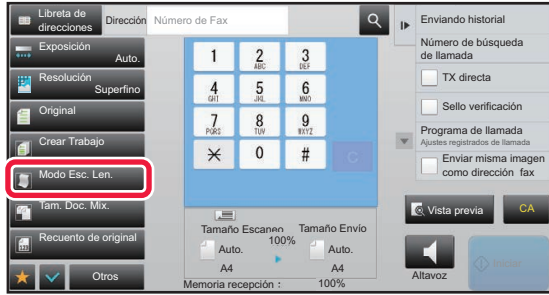 Libreta de
direcciones
Dirección
Número de Fax
Exposición
Auto.
Resolución
Superfino
Original
Crear Trabajo
Modo Esc. Len.
Tam. Doc. Mix.
Recuento de original
Otros
1
2
ABC
3
DEF
4
GHI
5
JKL
6
MNO
7
PQRS
8
TUV
9
WXYZ
0
#
C
Tamaño Escaneo
Tamaño Envío
100%
Auto.
Auto.
A4
A4
Memoria recepción :
100%
Enviando historial
Número de búsqueda
de llamada
TX directa
Sello verificación
Programa de llamada
Ajustes registrados de llamada
Enviar misma imagen
como dirección fax
Vista previa
CA
Altavoz
Iniciar